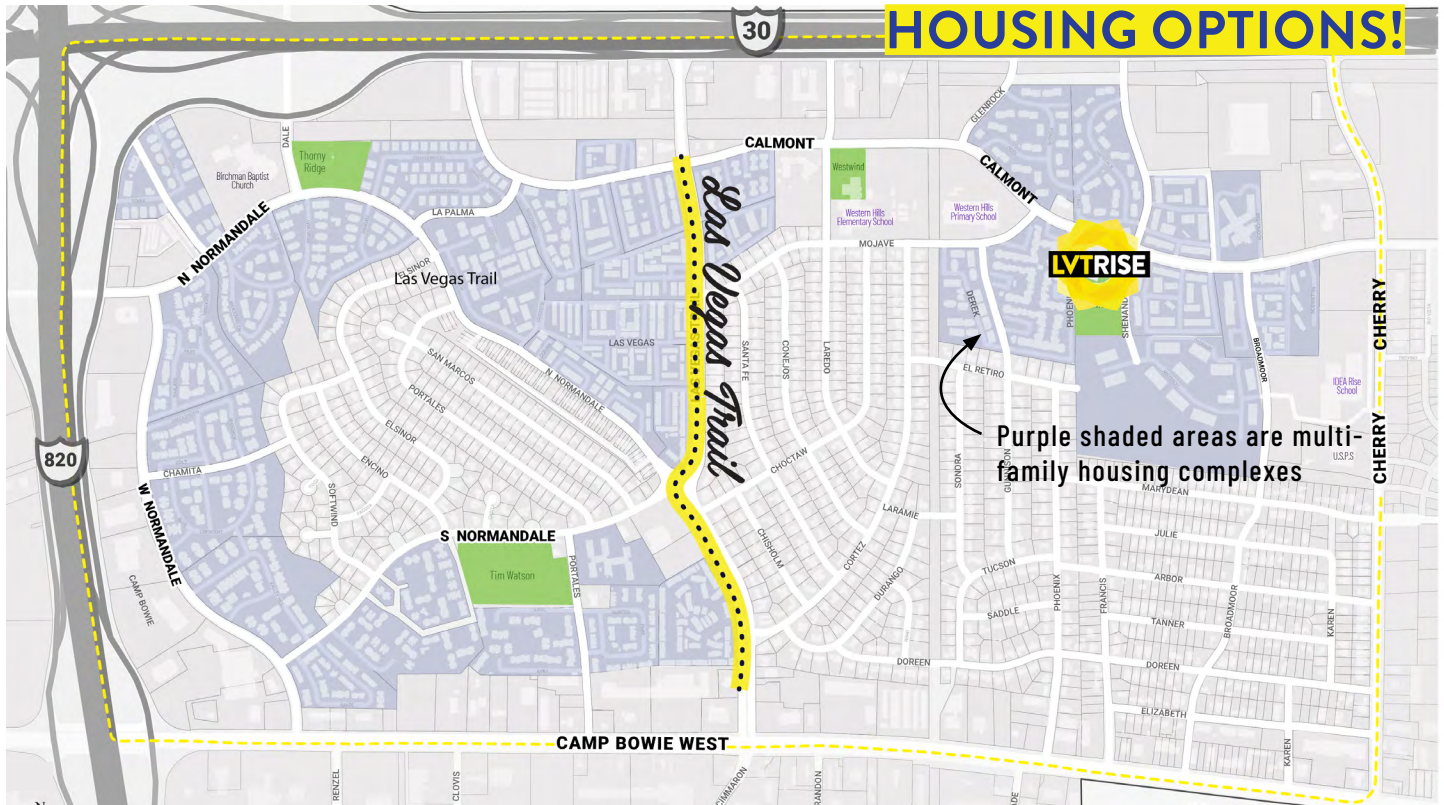 HOUSING OPTIONS!
30
DALE
Thorny
Ridge
Birchman Baptist
Church
N NORMANDALE
LA PALMA
ELSINOR
Las Vegas Trail
CALMONT
GLENROCK
CALMONT
Westwind
Western Hills
Elementary School
Western Hills
Primary School
MOJAVE
LVTRISE
Las Vegas Trail
LAS VEGAS
N NORMANDALE
SAN MARCOS
PORTALES
ELSINOR
ENCINO
SOFTWIND
SANTA FE
CONEJOS
LAREDO
DEREK
EL RETIRO
BROADMOOR
CHERRY
CHERRY
IDEA Rise
School
U.S.P.S
Purple shaded areas are multi-
family housing complexes
820
CHAMITA
W NORMANDALE
CAMP BOWIE
S NORMANDALE
Tim Watson
PORTALES
CHOCTAW
CHISHOLM
CORTEZ
DURANGO
LARAMIE
SONORA
MARYDEAN
JULIE
TUCSON
ARBOR
SADDLE
PHOENIX
FRANCIS
TANNER
BROADMOOR
KAREN
DOREEN
DOREEN
ELIZABETH
KAREN
CAMP BOWIE WEST
RENZEL
CLOVIS